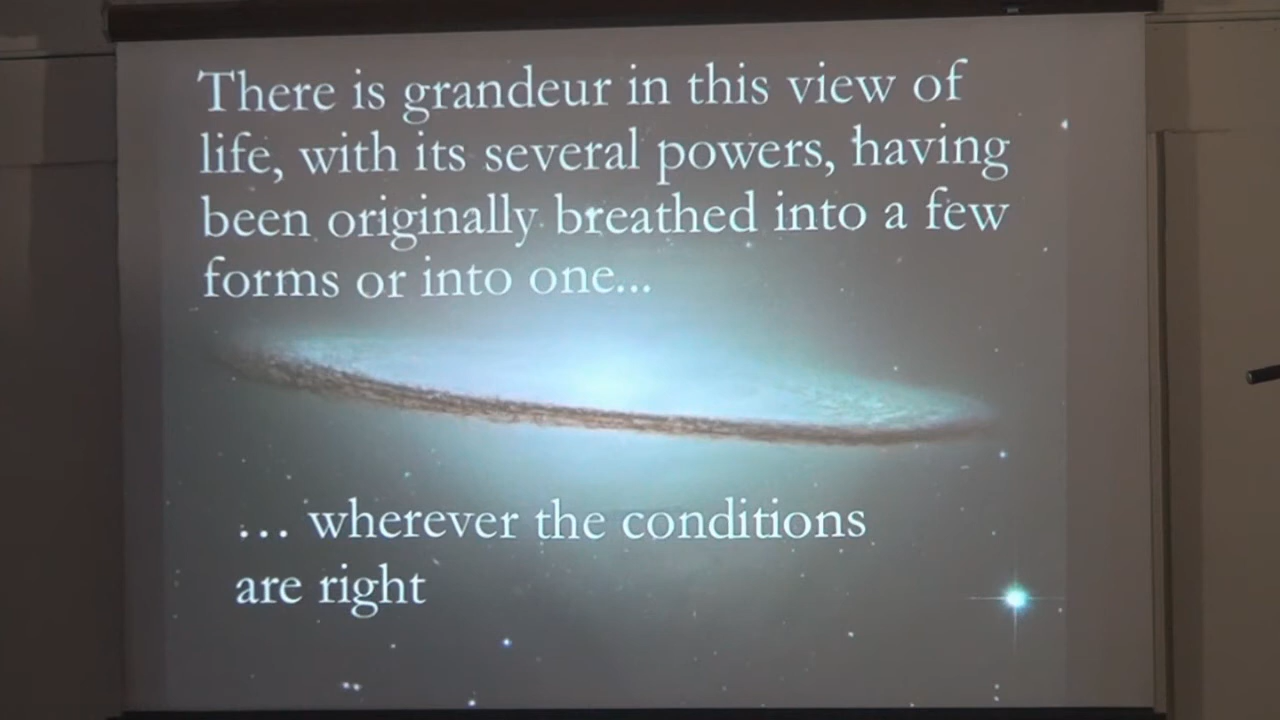 There is grandeur in this view of
life, with its several powers, having
been originally breathed into a few
forms or into one...
... wherever the conditions
are right